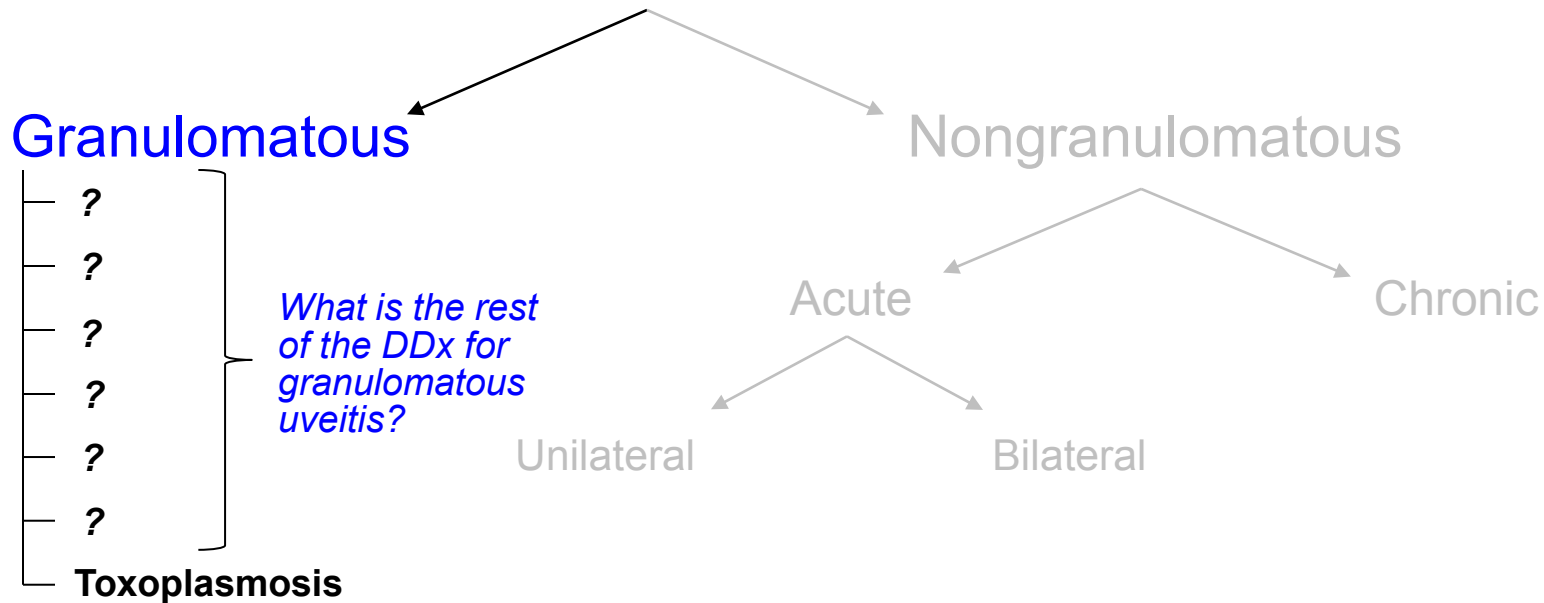 Granulomatous
Nongranulomatous
?
?
?
?
?
?
What is the rest
of the DDx for
granulomatous
uveitis?
Acute
Chronic
Unilateral
Bilateral
Toxoplasmosis